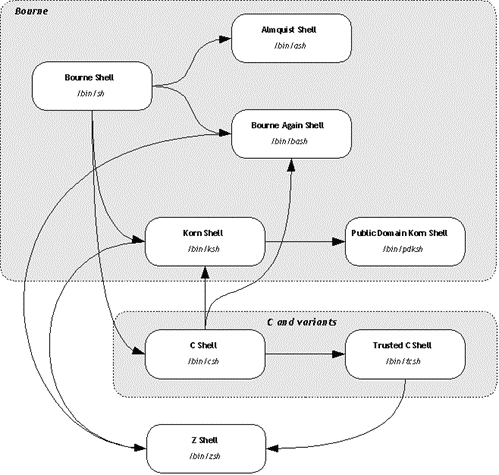 Bourne
Almquist Shell
/bin/ash
Bourne Shell
/bin/sh
Bourne Again Shell
/bin/bash
Korn Shell
/bin/ksh
Public Domain Korn Shell
/bin/pdksh
C and variants
C Shell
/bin/csh
Trusted C Shell
/bin/tcsh
Z Shell
/bin/zsh